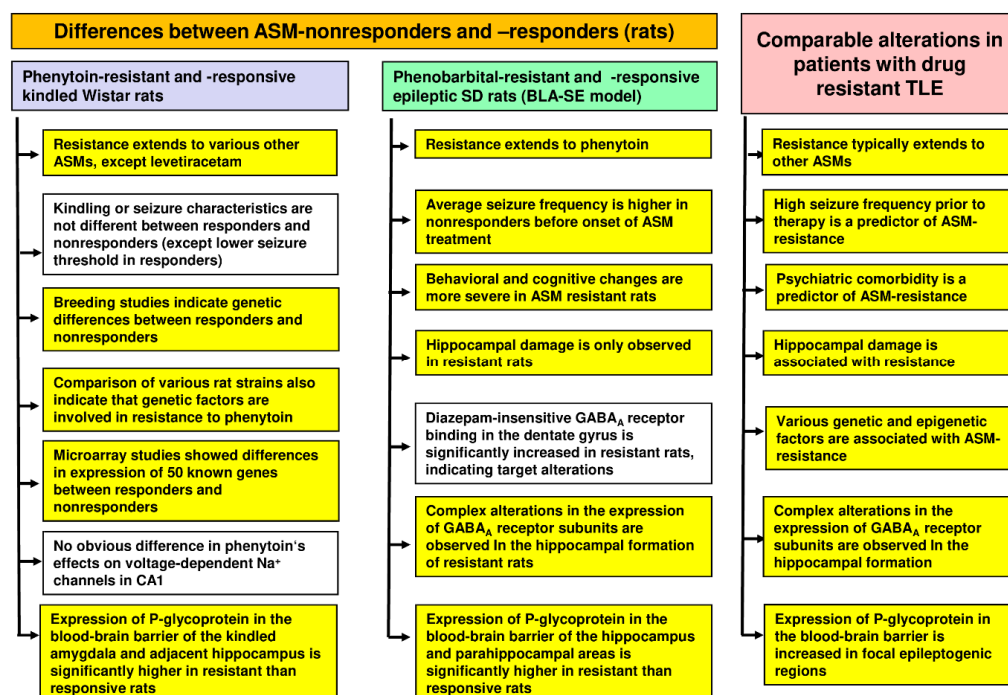 Differences between ASM-nonresponders and –responders (rats)
Phenytoin-resistant and -responsive
kindled Wistar rats
Resistance extends to various other
ASMs, except levetiracetam
Kindling or seizure characteristics are
not different between responders and
nonresponders (except lower seizure
threshold in responders)
Breeding studies indicate genetic
differences between responders and
nonresponders
Comparison of various rat strains also
indicate that genetic factors are
involved in resistance to phenytoin
Microarray studies showed differences
in expression of 50 known genes
between responders and
nonresponders
No obvious difference in phenytoin‘s
effects on voltage-dependent Na⁺
channels in CA1
Expression of P-glycoprotein in the
blood-brain barrier of the kindled
amygdala and adjacent hippocampus is
significantly higher in resistant than
responsive rats
Phenobarbital-resistant and -responsive
epileptic SD rats (BLA-SE model)
Resistance extends to phenytoin
Average seizure frequency is higher in
nonresponders before onset of ASM
treatment
Behavioral and cognitive changes are
more severe in ASM resistant rats
Hippocampal damage is only observed
in resistant rats
Diazepam-insensitive GABA_A receptor
binding in the dentate gyrus is
significantly increased in resistant rats,
indicating target alterations
Complex alterations in the expression
of GABA_A receptor subunits are
observed In the hippocampal formation
of resistant rats
Expression of P-glycoprotein in the
blood-brain barrier of the hippocampus
and parahippocampal areas is
significantly higher in resistant than
responsive rats
Comparable alterations in
patients with drug
resistant TLE
Resistance typically extends to
other ASMs
High seizure frequency prior to
therapy is a predictor of ASM-
resistance
Psychiatric comorbidity is a
predictor of ASM-resistance
Hippocampal damage is
associated with resistance
Various genetic and epigenetic
factors are associated with ASM-
resistance
Complex alterations in the
expression of GABA_A receptor
subunits are observed In the
hippocampal formation
Expression of P-glycoprotein in
the blood-brain barrier is
increased in focal epileptogenic
regions